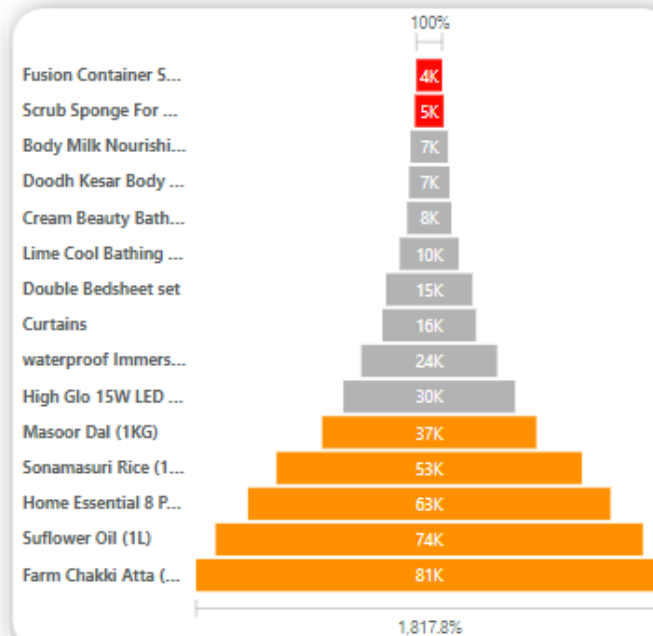 100%
Fusion Container S... 4K
Scrub Sponge For ... 5K
Body Milk Nourishi... 7K
Doodh Kesar Body ... 7K
Cream Beauty Bath... 8K
Lime Cool Bathing ... 10K
Double Bedsheet set 15K
Curtains 16K
waterproof Immers... 24K
High Glo 15W LED ... 30K
Masoor Dal (1KG) 37K
Sonamasuri Rice (1... 53K
Home Essential 8 P... 63K
Suflower Oil (1L) 74K
Farm Chakki Atta (... 81K
1,817.8%